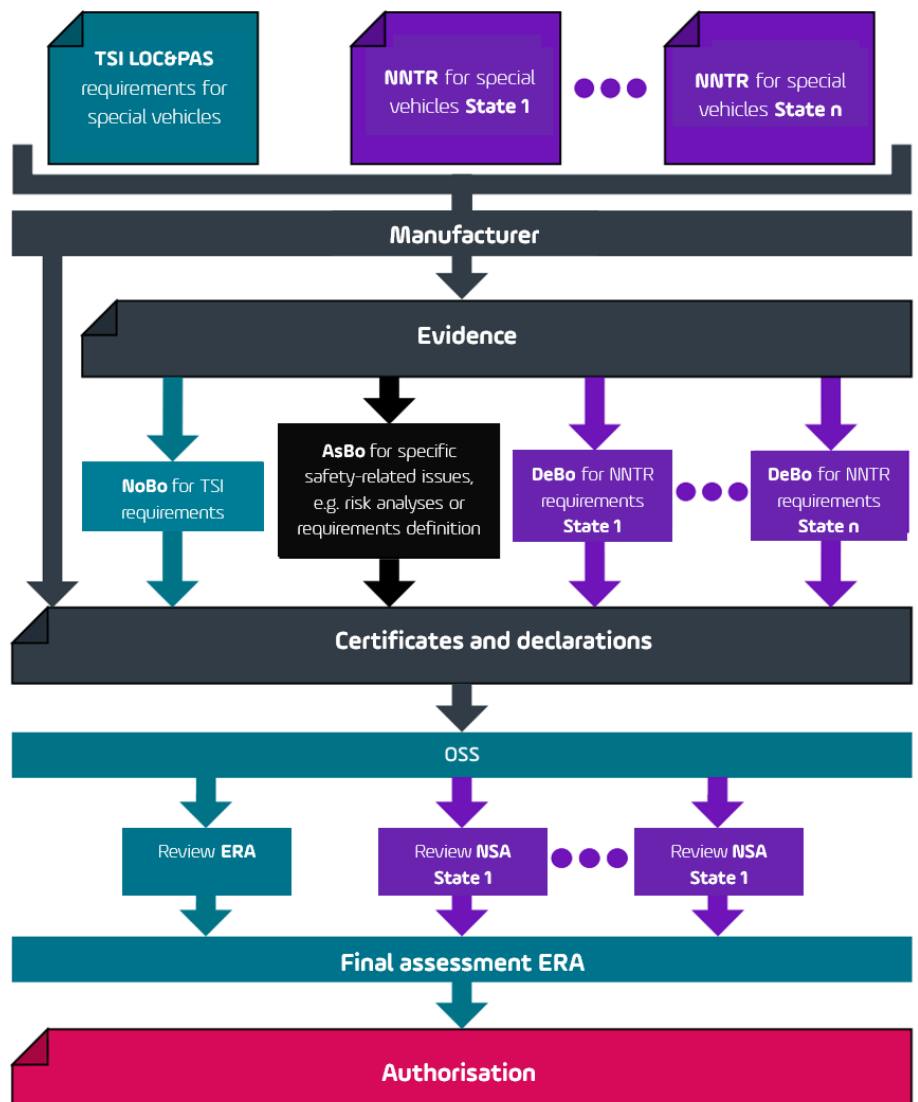 TSI LOC&PAS
requirements for
special vehicles
NNTR for special
vehicles State 1
NNTR for special
vehicles State n
Manufacturer
Evidence
NoBo for TSI
requirements
AsBo for specific
safety-related issues,
e.g. risk analyses or
requirements definition
DeBo for NNTR
requirements
State 1
DeBo for NNTR
requirements
State n
Certificates and declarations
OSS
Review ERA
Review NSA
State 1
Review NSA
State 1
Final assessment ERA
Authorisation